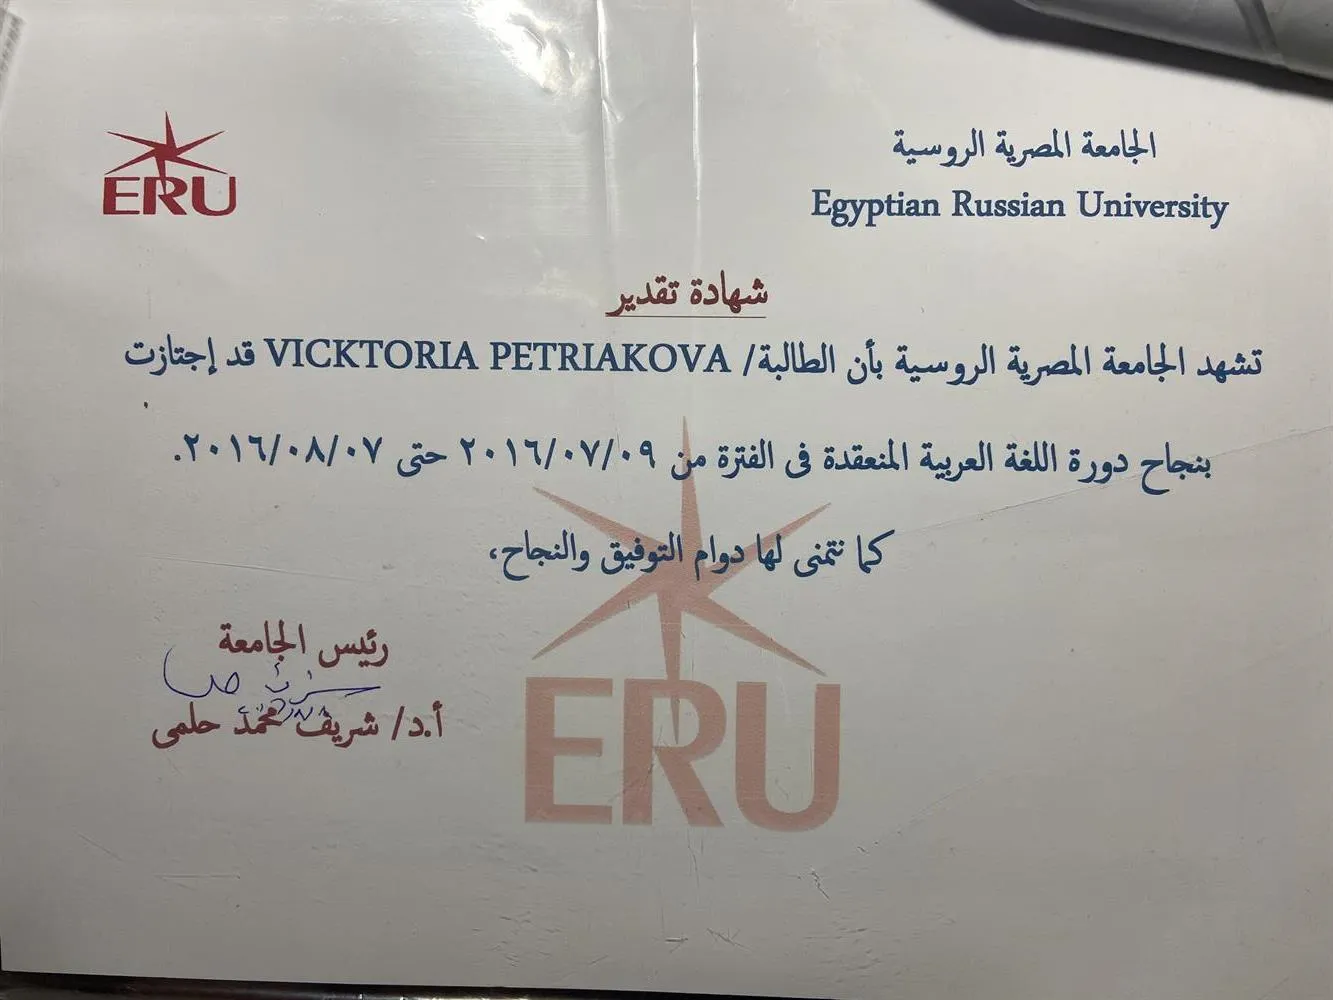 ERU
الجامعة المصرية الروسية
Egyptian Russian University
شهادة تقدير
تشهد الجامعة المصرية الروسية بأن الطالبة/ VICKTORIA PETRIAKOVA قد إجتازت
بنجاح دورة اللغة العربية المنعقدة فى الفترة من ٢٠١٦/٠٧/٠٩ حتى ٢٠١٦/٠٨/٠٧.
كما نتمنى لها دوام التوفيق والنجاح،
رئيس الجامعة
أ.د/ شريف محمد حلمى
ERU